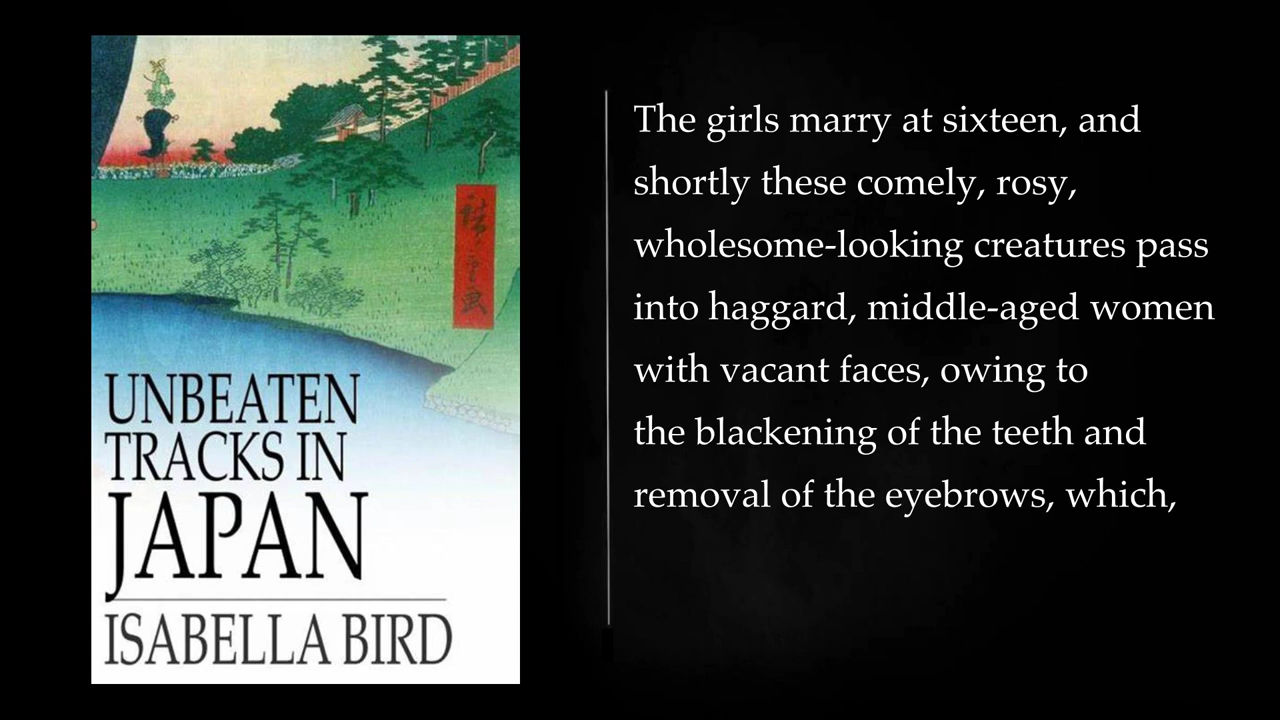 UNBEATEN
TRACKS IN
JAPAN
ISABELLA BIRD
The girls marry at sixteen, and
shortly these comely, rosy,
wholesome-looking creatures pass
into haggard, middle-aged women
with vacant faces, owing to
the blackening of the teeth and
removal of the eyebrows, which,